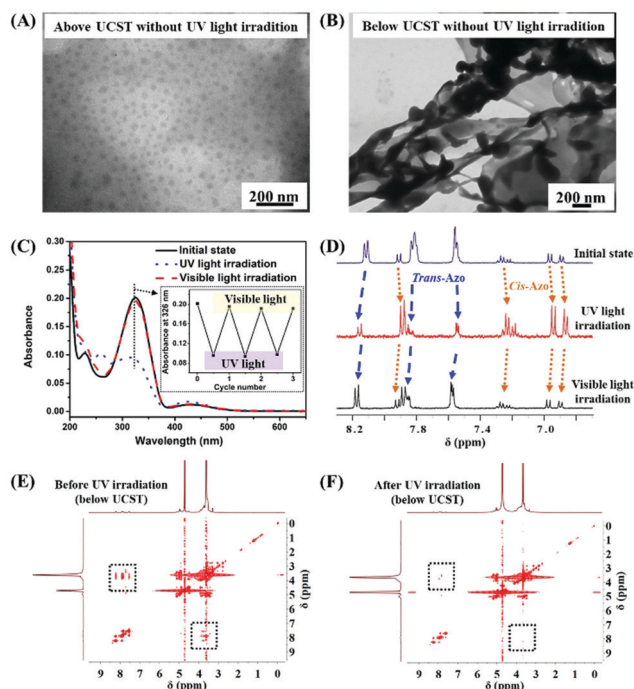 (A)
Above UCST without UV light irradition
200 nm
(B)
Below UCST without UV light irradition
200 nm
(C)
Initial state
UV light irradiation
Visible light irradiation
Absorbance
0.30
0.25
0.20
0.15
0.10
0.05
0.00
200
300
400
500
600
Wavelength (nm)
Absorbance at 326 nm
0.20
0.16
0.12
0.08
Visible light
UV light
0
1
2
3
Cycle number
(D)
Initial state
Trans-Azo
Cis-Azo
UV light
irradiation
Visible light
irradiation
8.2
7.8
7.4
7.0
δ (ppm)
(E)
Before UV irradiation
(below UCST)
0
1
2
3
4
5
6
7
8
9
δ (ppm)
9 8 7 6 5 4 3 2 1 0
δ (ppm)
(F)
After UV irradiation
(below UCST)
0
1
2
3
4
5
6
7
8
9
δ (ppm)
9 8 7 6 5 4 3 2 1 0
δ (ppm)